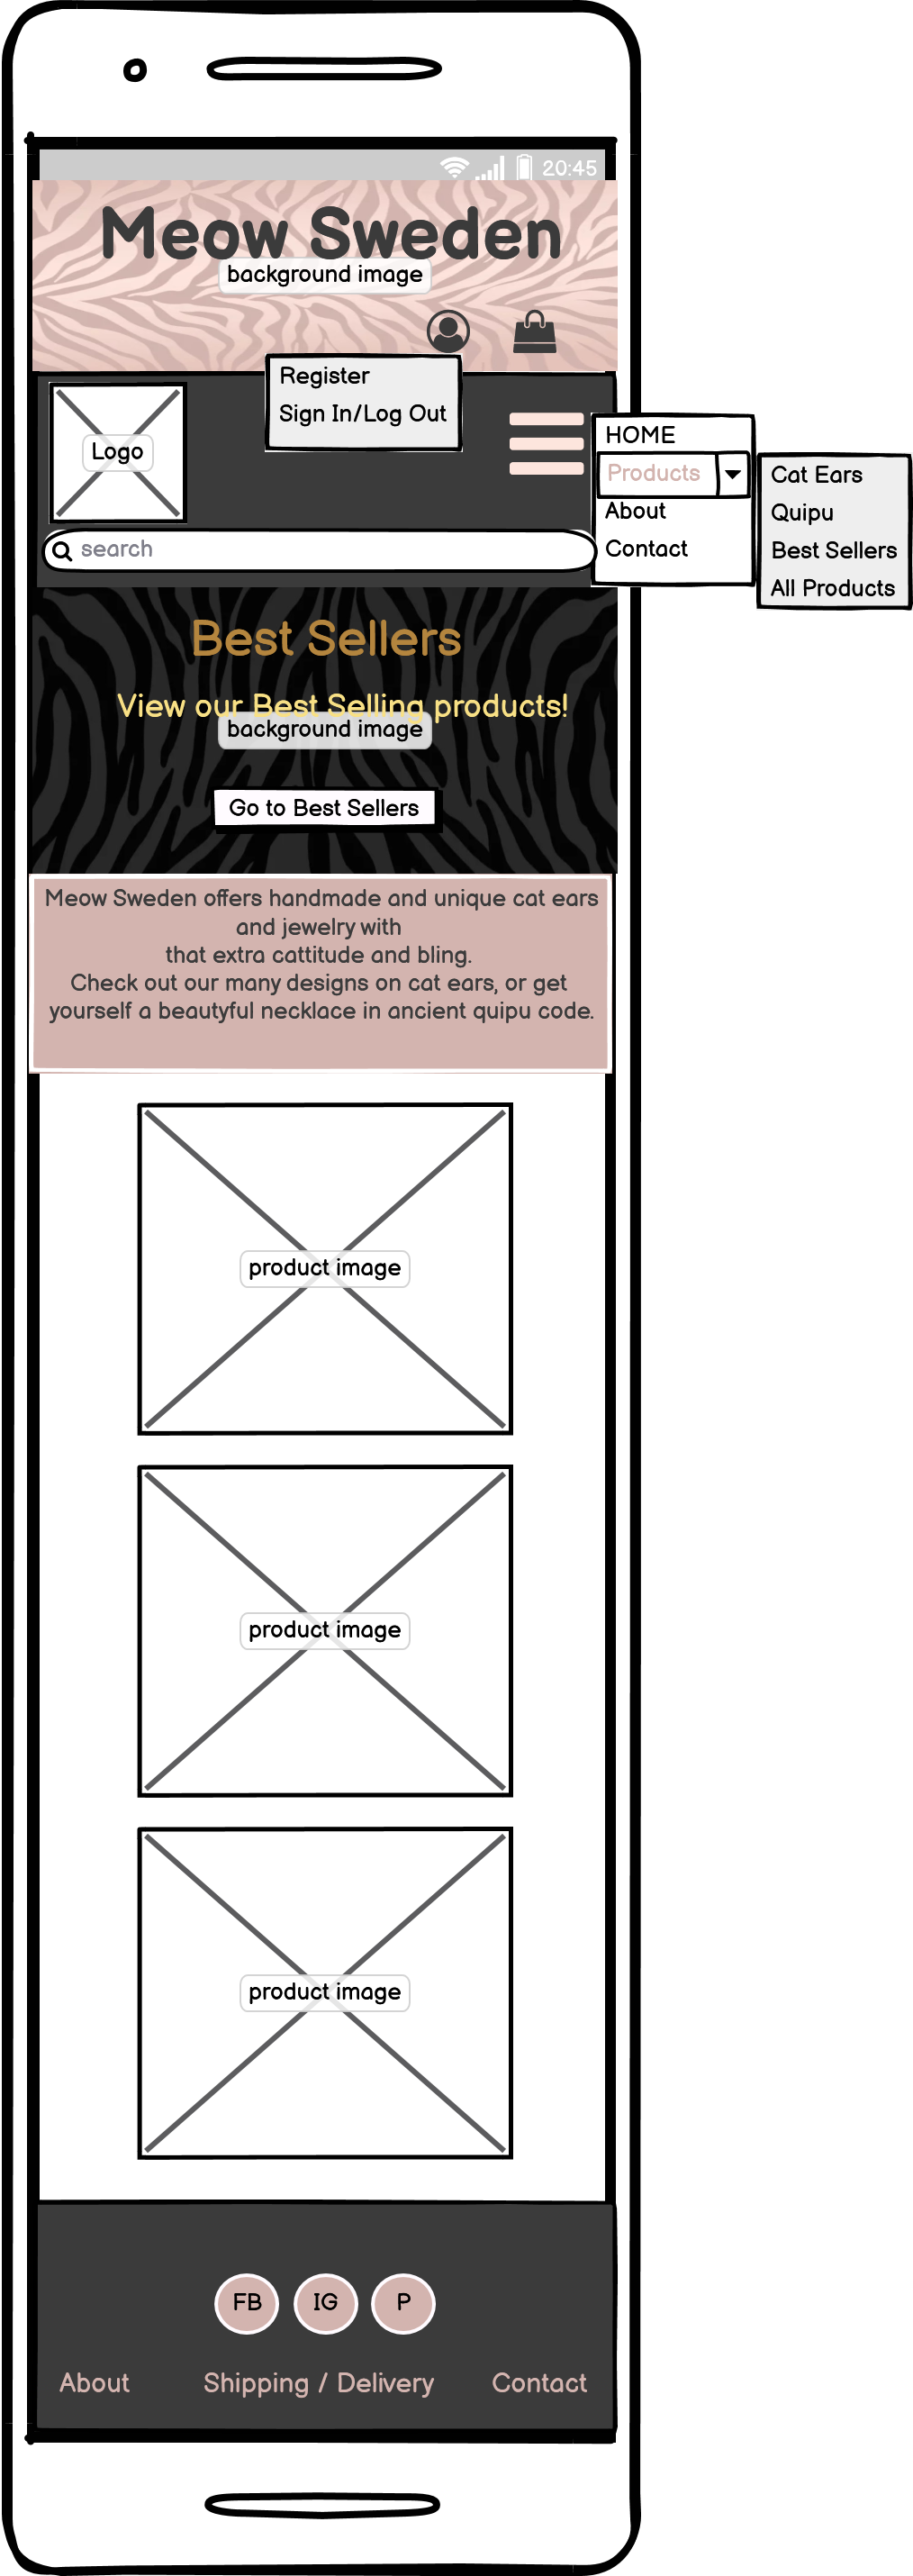 20:45
Meow Sweden
background image
Register
Sign In/Log Out
Logo
HOME
Products
About
Contact
Cat Ears
Quipu
Best Sellers
All Products
search
Best Sellers
View our Best Selling products!
background image
Go to Best Sellers
Meow Sweden offers handmade and unique cat ears
and jewelry with
that extra cattitude and bling.
Check out our many designs on cat ears, or get
yourself a beautyful necklace in ancient quipu code.
product image
product image
product image
FB IG P
About Shipping / Delivery Contact